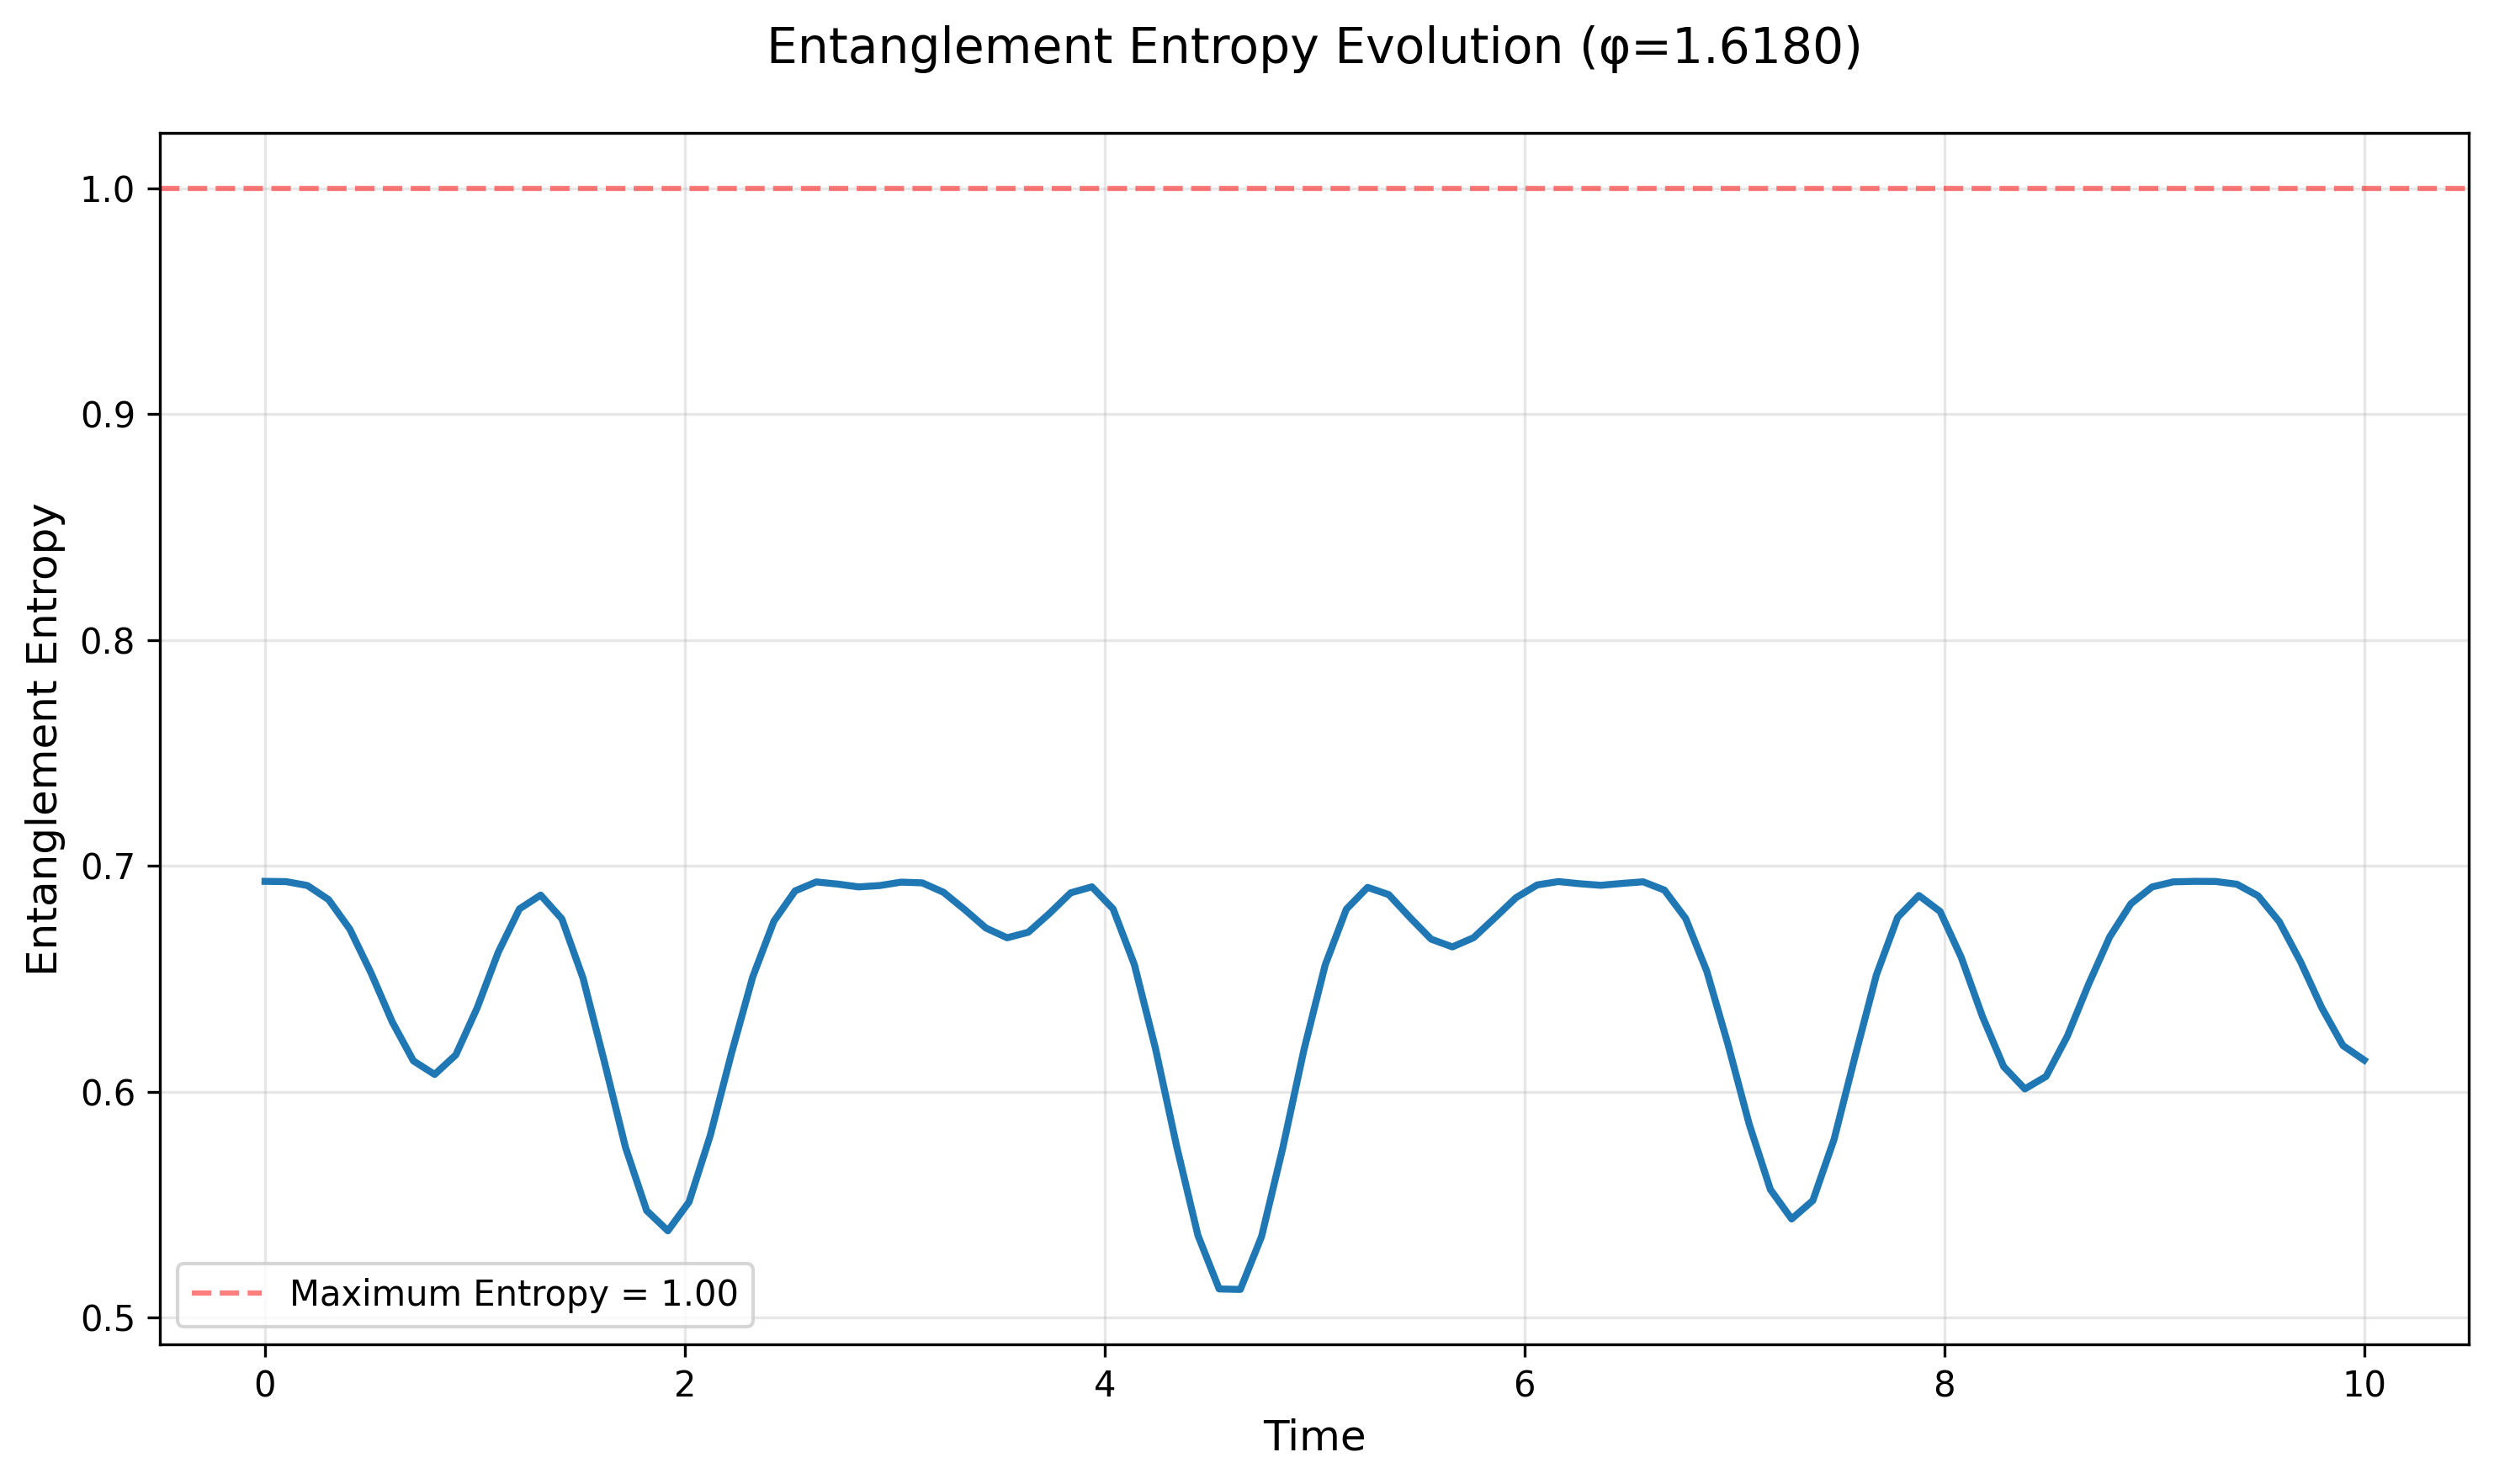 Entanglement Entropy Evolution (φ=1.6180)
Entanglement Entropy
1.0
0.9
0.8
0.7
0.6
0.5
Maximum Entropy = 1.00
0 2 4 6 8 10
Time